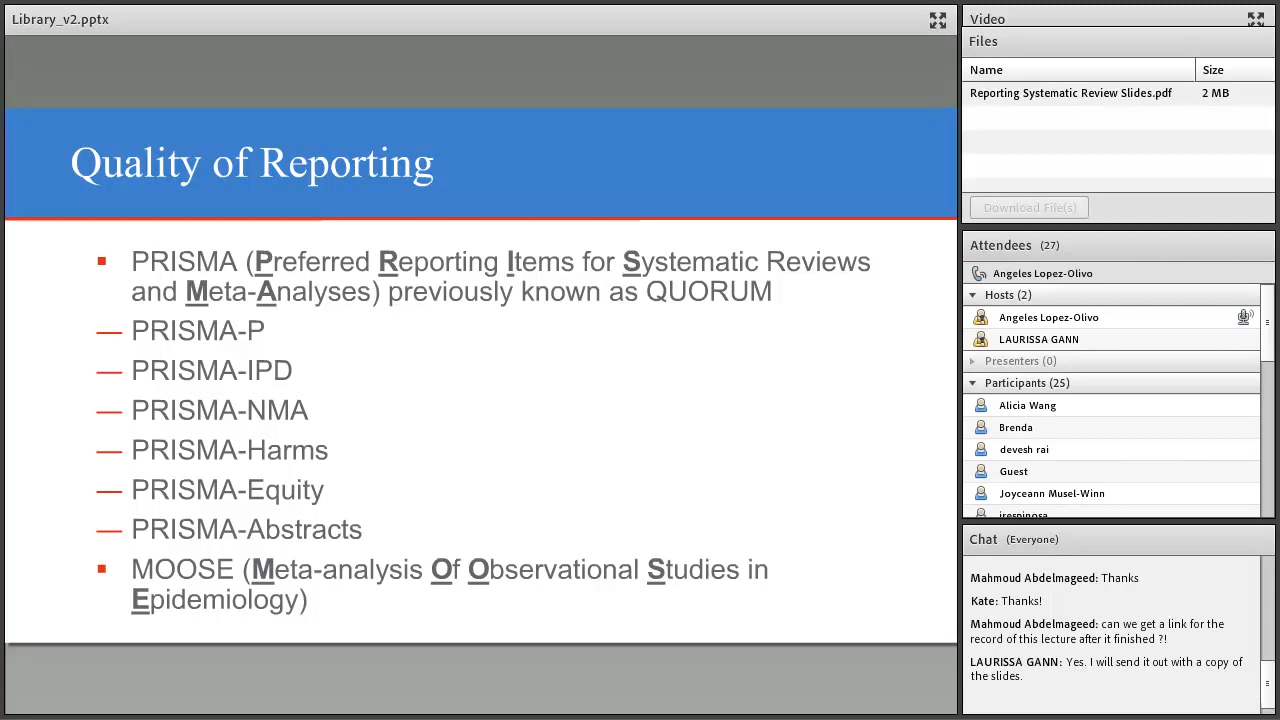 Library_v2.pptx
Quality of Reporting
PRISMA (Preferred Reporting Items for Systematic Reviews
and Meta-Analyses) previously known as QUORUM
— PRISMA-P
— PRISMA-IPD
— PRISMA-NMA
— PRISMA-Harms
— PRISMA-Equity
— PRISMA-Abstracts
MOOSE (Meta-analysis Of Observational Studies in
Epidemiology)
Video
Files
Name Size
Reporting Systematic Review Slides.pdf 2 MB
Download File(s)
Attendees (27)
Angeles Lopez-Olivo
Hosts (2)
Angeles Lopez-Olivo
LAURISSA GANN
Presenters (0)
Participants (25)
Alicia Wang
Brenda
devesh rai
Guest
Joyceann Musel-Winn
irespinosa
Chat (Everyone)
Mahmoud Abdelmageed: Thanks
Kate: Thanks!
Mahmoud Abdelmageed: can we get a link for the
record of this lecture after it finished ?!
LAURISSA GANN: Yes. I will send it out with a copy of
the slides.